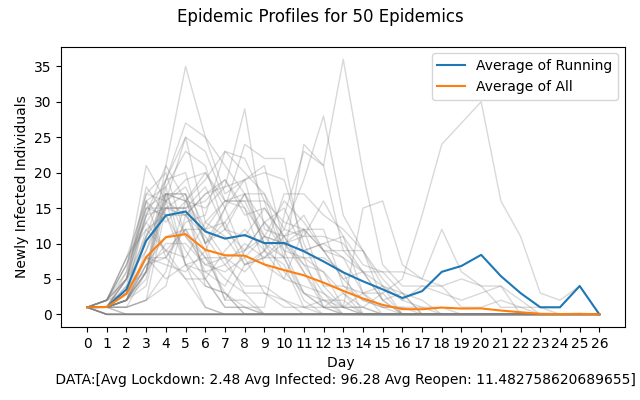 Epidemic Profiles for 50 Epidemics
Newly Infected Individuals
35
30
25
20
15
10
5
0
Average of Running
Average of All
0 1 2 3 4 5 6 7 8 9 10 11 12 13 14 15 16 17 18 19 20 21 22 23 24 25 26
Day
DATA:[Avg Lockdown: 2.48 Avg Infected: 96.28 Avg Reopen: 11.482758620689655]